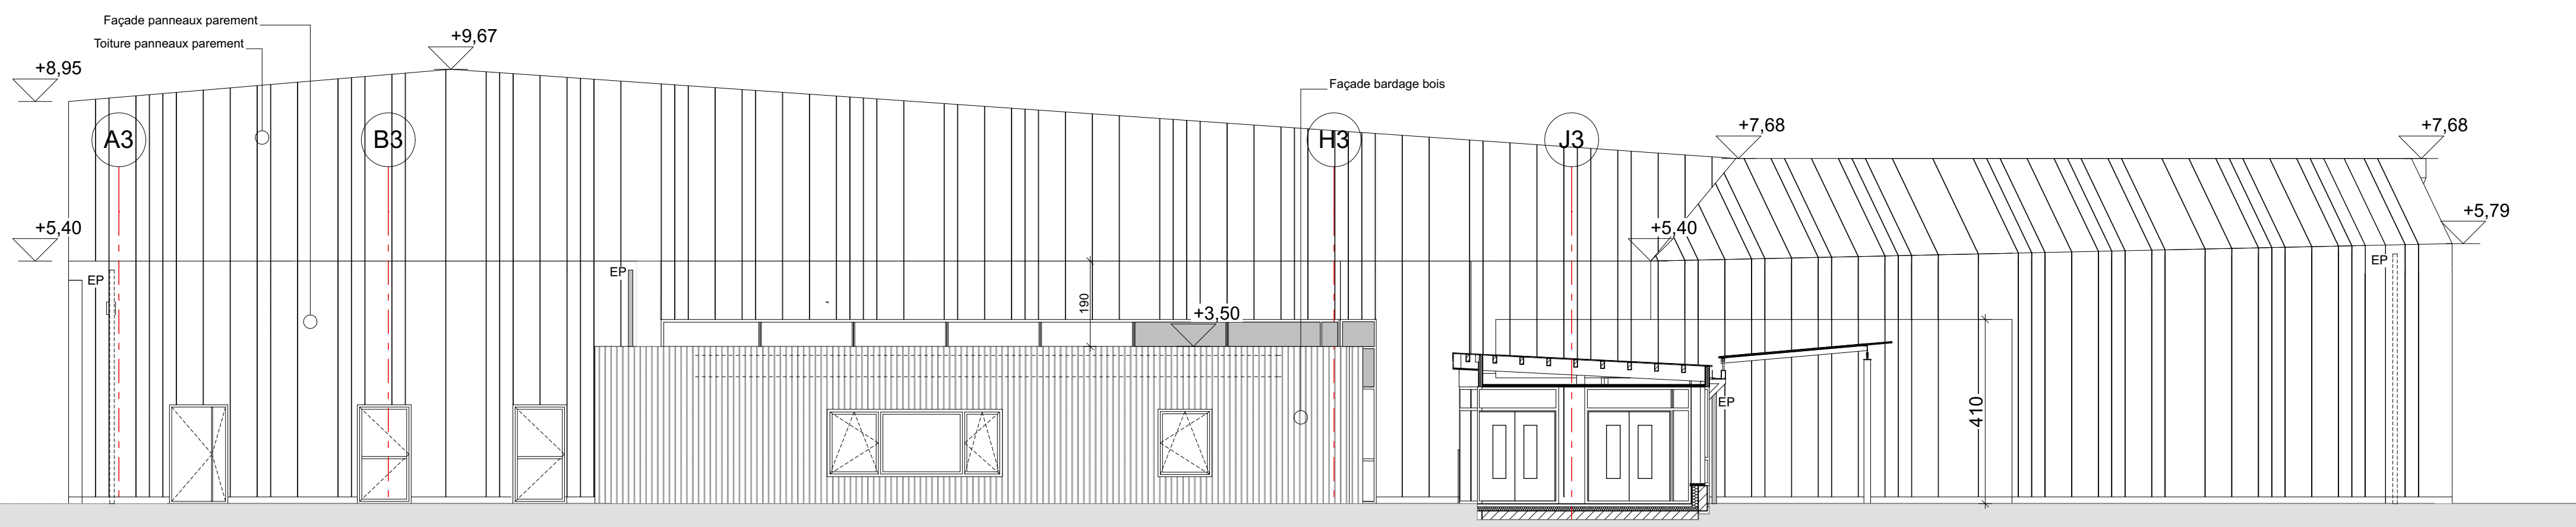 Façade panneaux parement
Toiture panneaux parement
+9,67
+8,95
Façade bardage bois
A3
B3
H3
J3
+7,68
+7,68
+5,40
+5,40
+5,79
EP
EP
EP
190
+3,50
EP
410